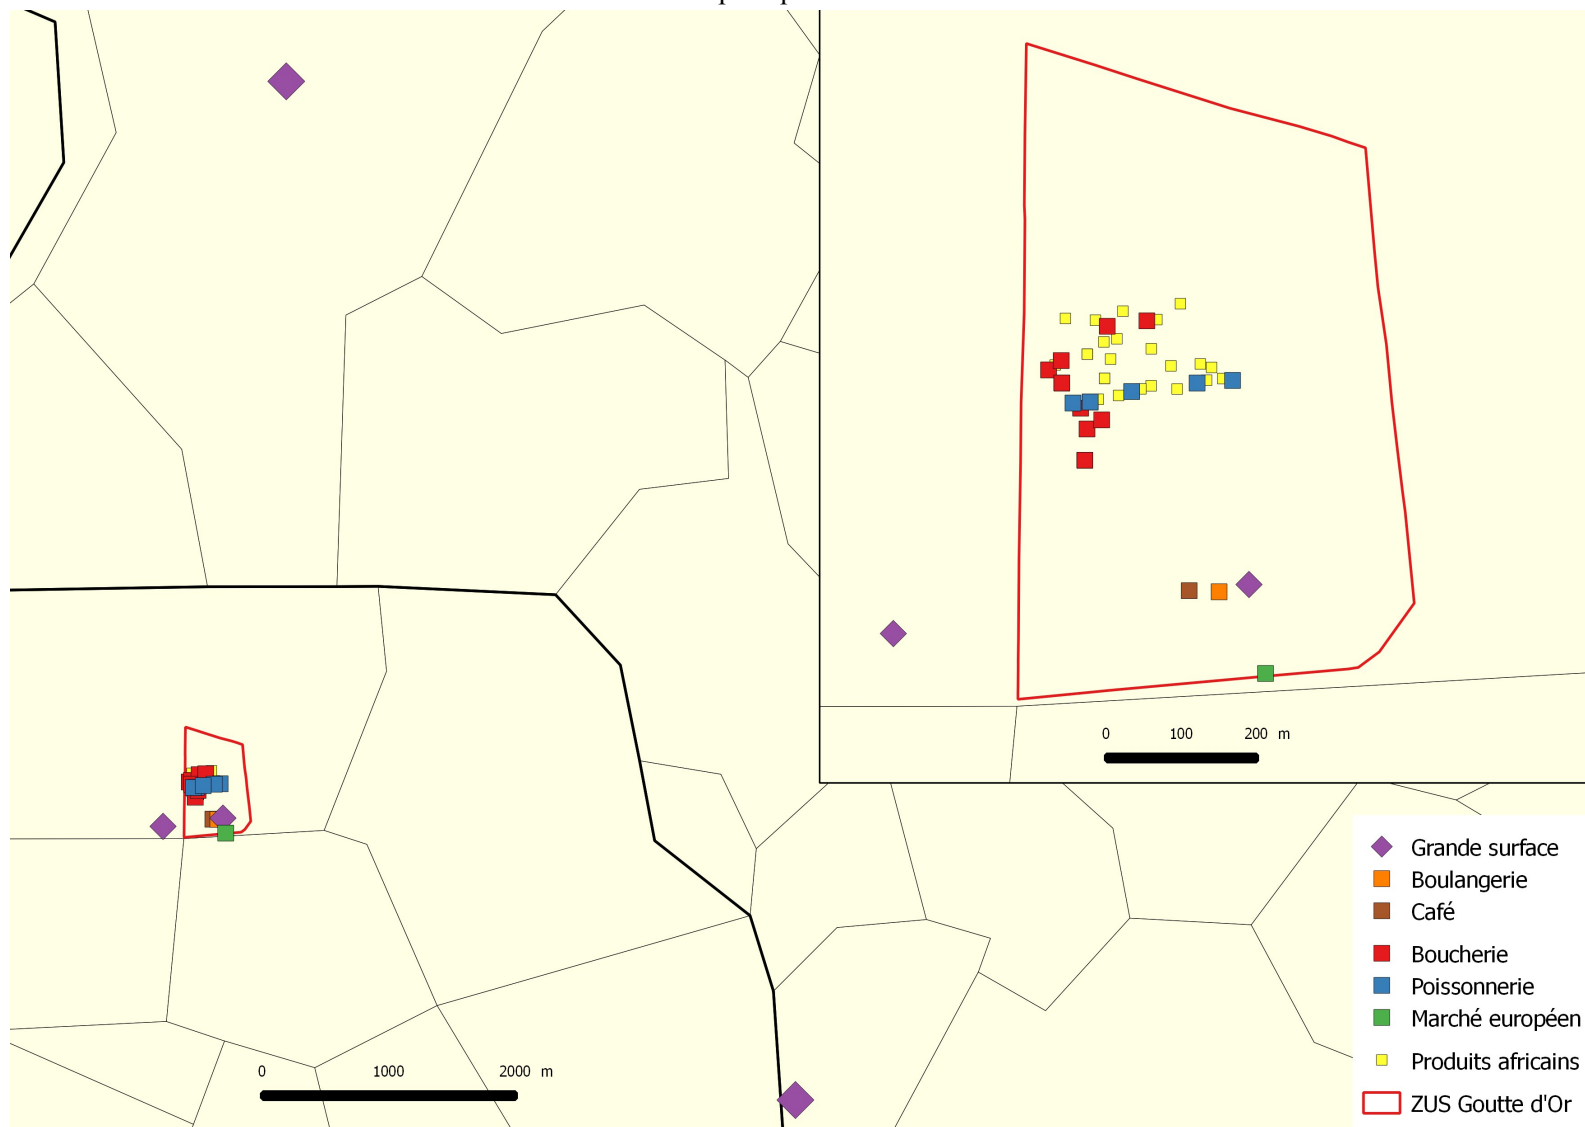 0 100 200 m
0 1000 2000 m
Grande surface
Boulangerie
Café
Boucherie
Poissonnerie
Marché européen
Produits africains
ZUS Goutte d'Or